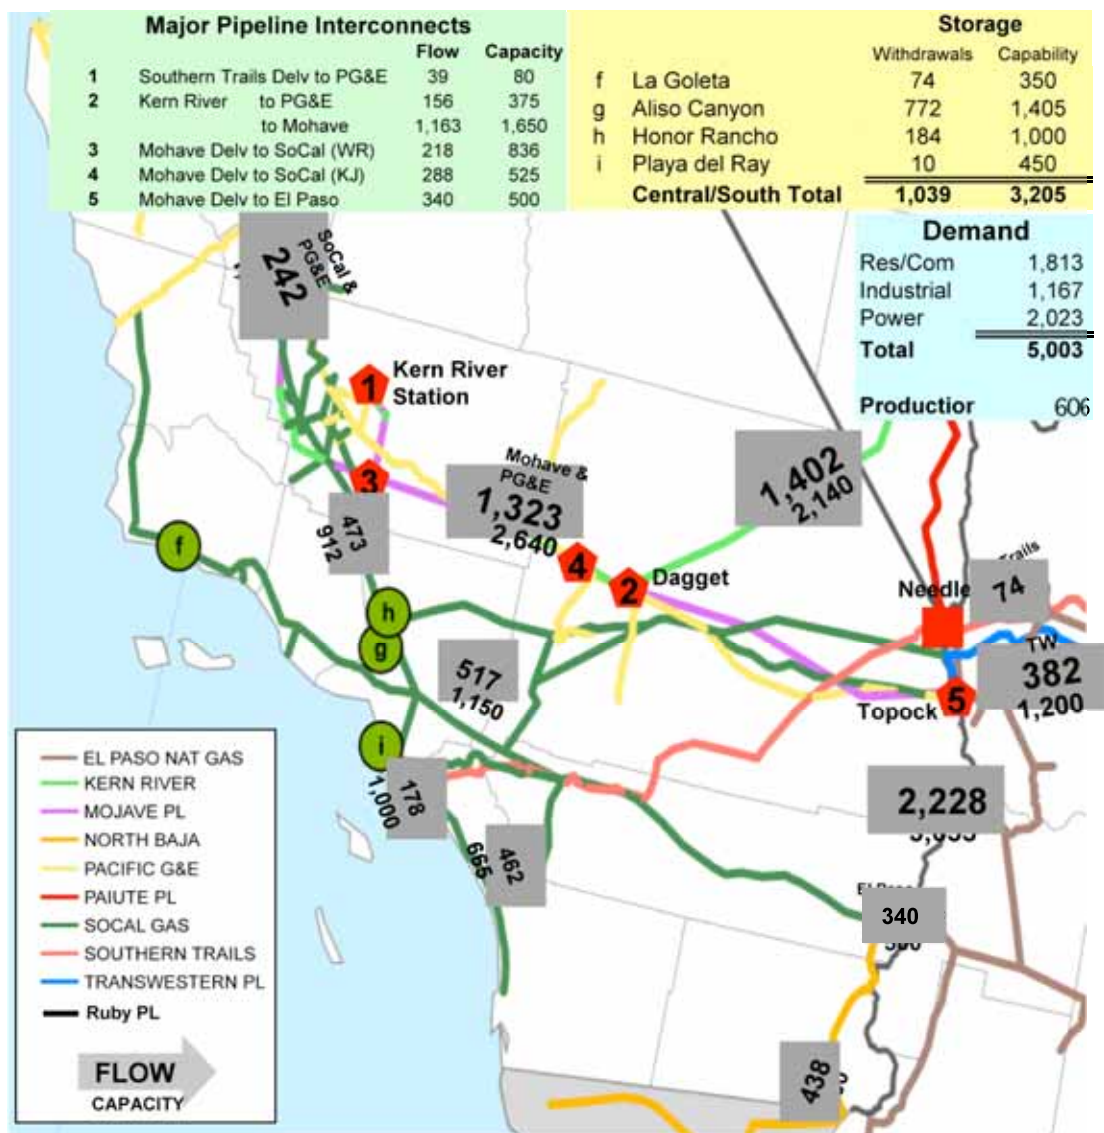 Major Pipeline Interconnects
Flow Capacity
1 Southern Trails Delv to PG&E 39 80
2 Kern River to PG&E 156 375
to Mohave 1,163 1,650
3 Mohave Delv to SoCal (WR) 218 836
4 Mohave Delv to SoCal (KJ) 288 525
5 Mohave Delv to El Paso 340 500
Storage
Withdrawals Capability
f La Goleta 74 350
g Aliso Canyon 772 1,405
h Honor Rancho 184 1,000
i Playa del Ray 10 450
Central/South Total 1,039 3,205
Demand
Res/Com 1,813
Industrial 1,167
Power 2,023
Total 5,003
Production 606
SoCal &
PG&E
242
1
Kern River
Station
3
Mohave &
PG&E
1,323
2,640
1,402
2,140
473
912
4
2
Dagget
Needle
Trails
74
f
h
g
517
1,150
TW
382
1,200
5
Topock
i
178
1,000
665
462
2,228
340
438
EL PASO NAT GAS
KERN RIVER
MOJAVE PL
NORTH BAJA
PACIFIC G&E
PAIUTE PL
SOCAL GAS
SOUTHERN TRAILS
TRANSWESTERN PL
Ruby PL
FLOW
CAPACITY